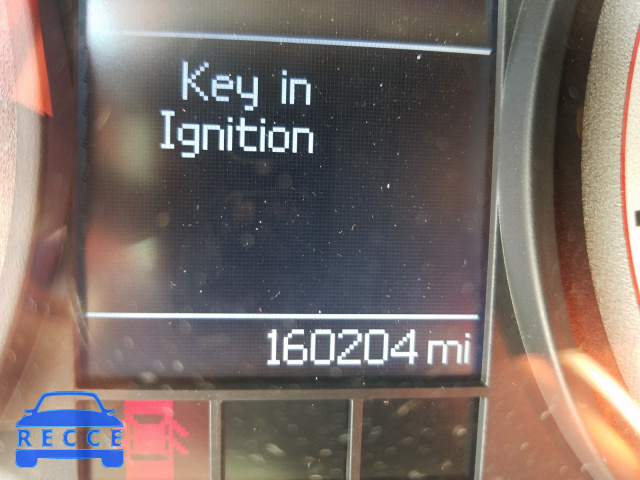 Key in
Ignition
160204 mi
RECCE